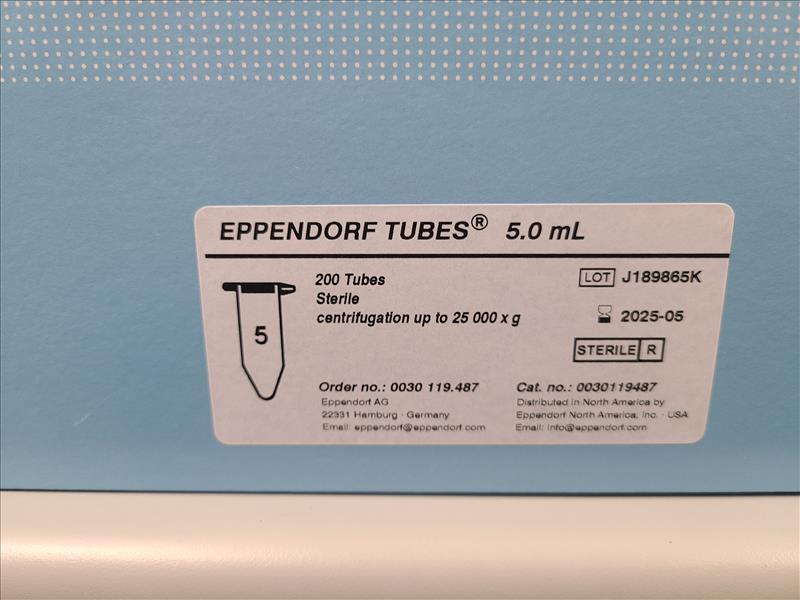 EPPENDORF TUBES® 5.0 mL
200 Tubes
Sterile
centrifugation up to 25 000 x g
5
LOT J189865K
2025-05
STERILE R
Order no.: 0030 119.487
Eppendorf AG
22331 Hamburg · Germany
Email: eppendorf@eppendorf.com
Cat. no.: 0030119487
Distributed in North America by
Eppendorf North America, Inc. · USA
Email: info@eppendorf.com